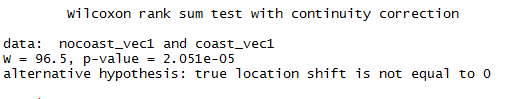 Wilcoxon rank sum test with continuity correction
data:  nocoast_vec1 and coast_vec1
W = 96.5, p-value = 2.051e-05
alternative hypothesis: true location shift is not equal to 0